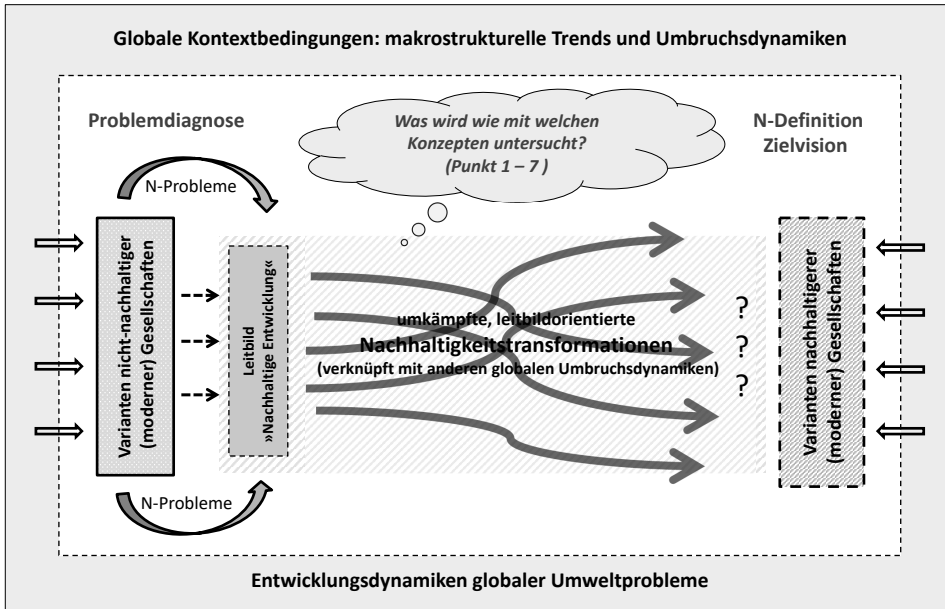 Globale Kontextbedingungen: makrostrukturelle Trends und Umbruchsdynamiken
Problemdiagnose
Was wird wie mit welchen
Konzepten untersucht?
(Punkt 1 – 7 )
N-Definition
Zielvision
N-Probleme
Varianten nicht-nachhaltiger
(moderner) Gesellschaften
Leitbild
»Nachhaltige Entwicklung«
umkämpfte, leitbildorientierte
Nachhaltigkeitstransformationen
(verknüpft mit anderen globalen Umbruchsdynamiken)
?
?
?
Varianten nachhaltigerer
(moderner) Gesellschaften
N-Probleme
Entwicklungsdynamiken globaler Umweltprobleme